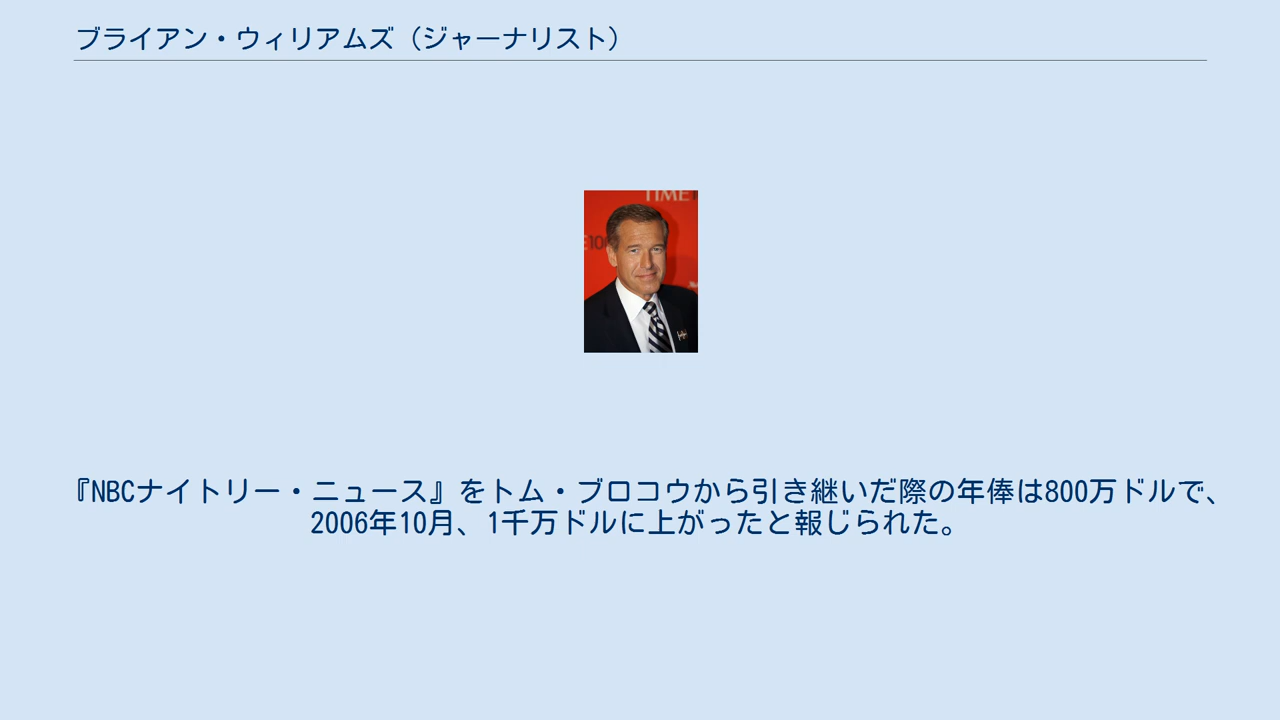 ブライアン・ウィリアムズ（ジャーナリスト）
TIME
100
『NBCナイトリー・ニュース』をトム・ブロコウから引き継いだ際の年俸は800万ドルで、
2006年10月、1千万ドルに上がったと報じられた。